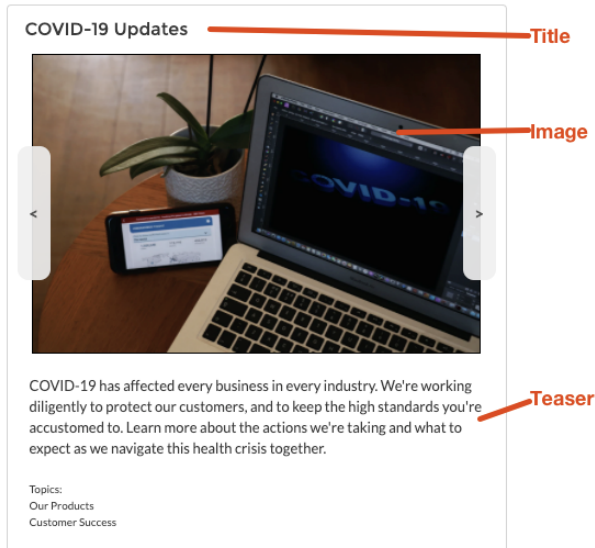 COVID-19 Updates
Title
COVID-19
Image
<
>
COVID-19 has affected every business in every industry. We're working
diligently to protect our customers, and to keep the high standards you're
accustomed to. Learn more about the actions we're taking and what to
expect as we navigate this health crisis together.
Teaser
Topics:
Our Products
Customer Success